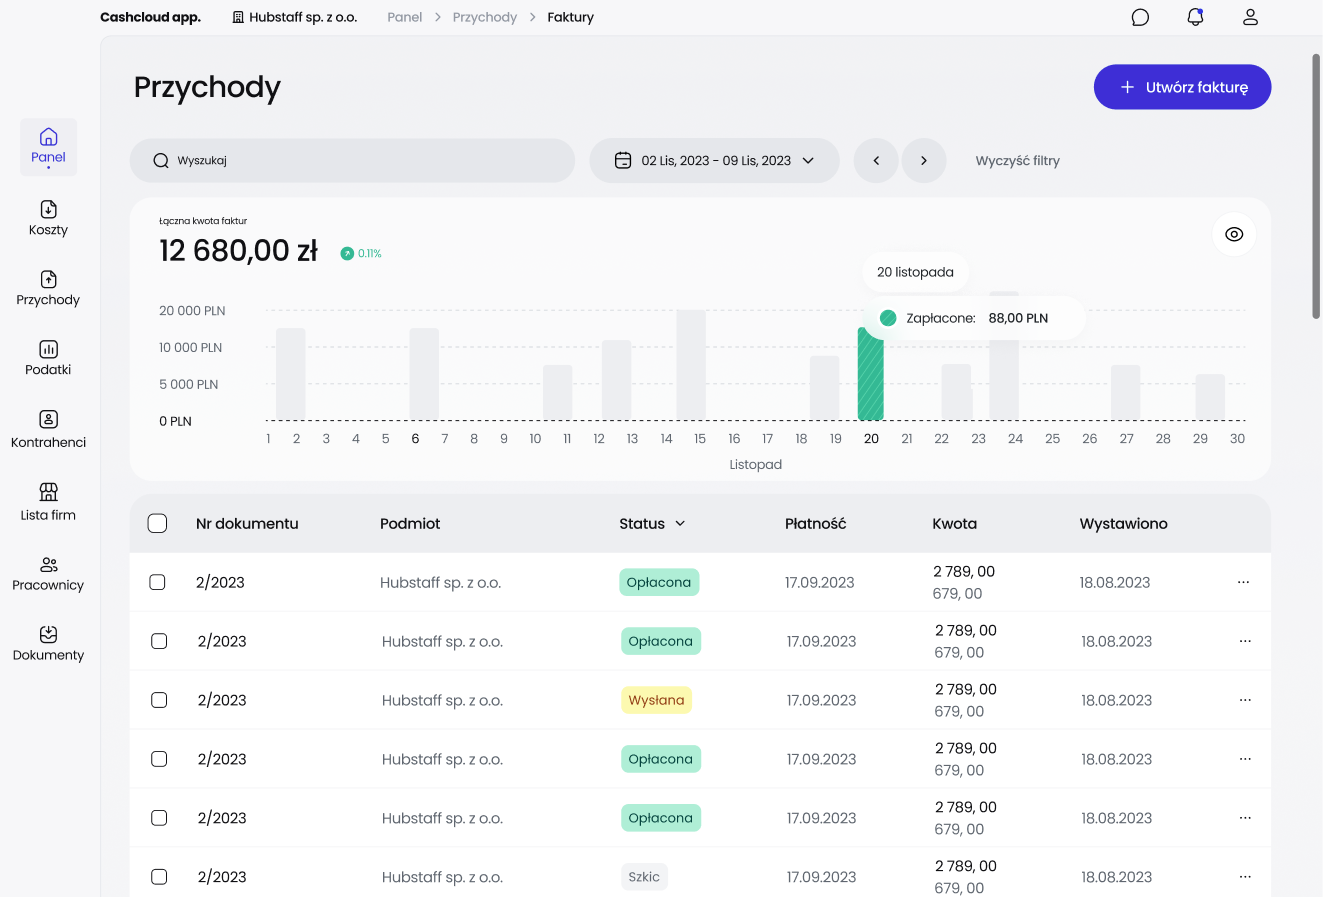 Cashcloud app.
Hubstaff sp. z o.o.
Panel > Przychody > Faktury
Panel
Koszty
Przychody
Podatki
Kontrahenci
Lista firm
Pracownicy
Dokumenty
Przychody
+ Utwórz fakturę
Wyszukaj
02 Lis, 2023 - 09 Lis, 2023
Wyczyść filtry
Łączna kwota faktur
12 680,00 zł
0.11%
20 listopada
Zapłacone: 88,00 PLN
20 000 PLN
10 000 PLN
5 000 PLN
0 PLN
1 2 3 4 5 6 7 8 9 10 11 12 13 14 15 16 17 18 19 20 21 22 23 24 25 26 27 28 29 30
Listopad
Nr dokumentu Podmiot Status Płatność Kwota Wystawiono
2/2023 Hubstaff sp. z o.o. Opłacona 17.09.2023 2 789, 00 18.08.2023 ...
679, 00
2/2023 Hubstaff sp. z o.o. Opłacona 17.09.2023 2 789, 00 18.08.2023 ...
679, 00
2/2023 Hubstaff sp. z o.o. Wysłana 17.09.2023 2 789, 00 18.08.2023 ...
679, 00
2/2023 Hubstaff sp. z o.o. Opłacona 17.09.2023 2 789, 00 18.08.2023 ...
679, 00
2/2023 Hubstaff sp. z o.o. Opłacona 17.09.2023 2 789, 00 18.08.2023 ...
679, 00
2/2023 Hubstaff sp. z o.o. Szkic 17.09.2023 2 789, 00 18.08.2023 ...
679, 00